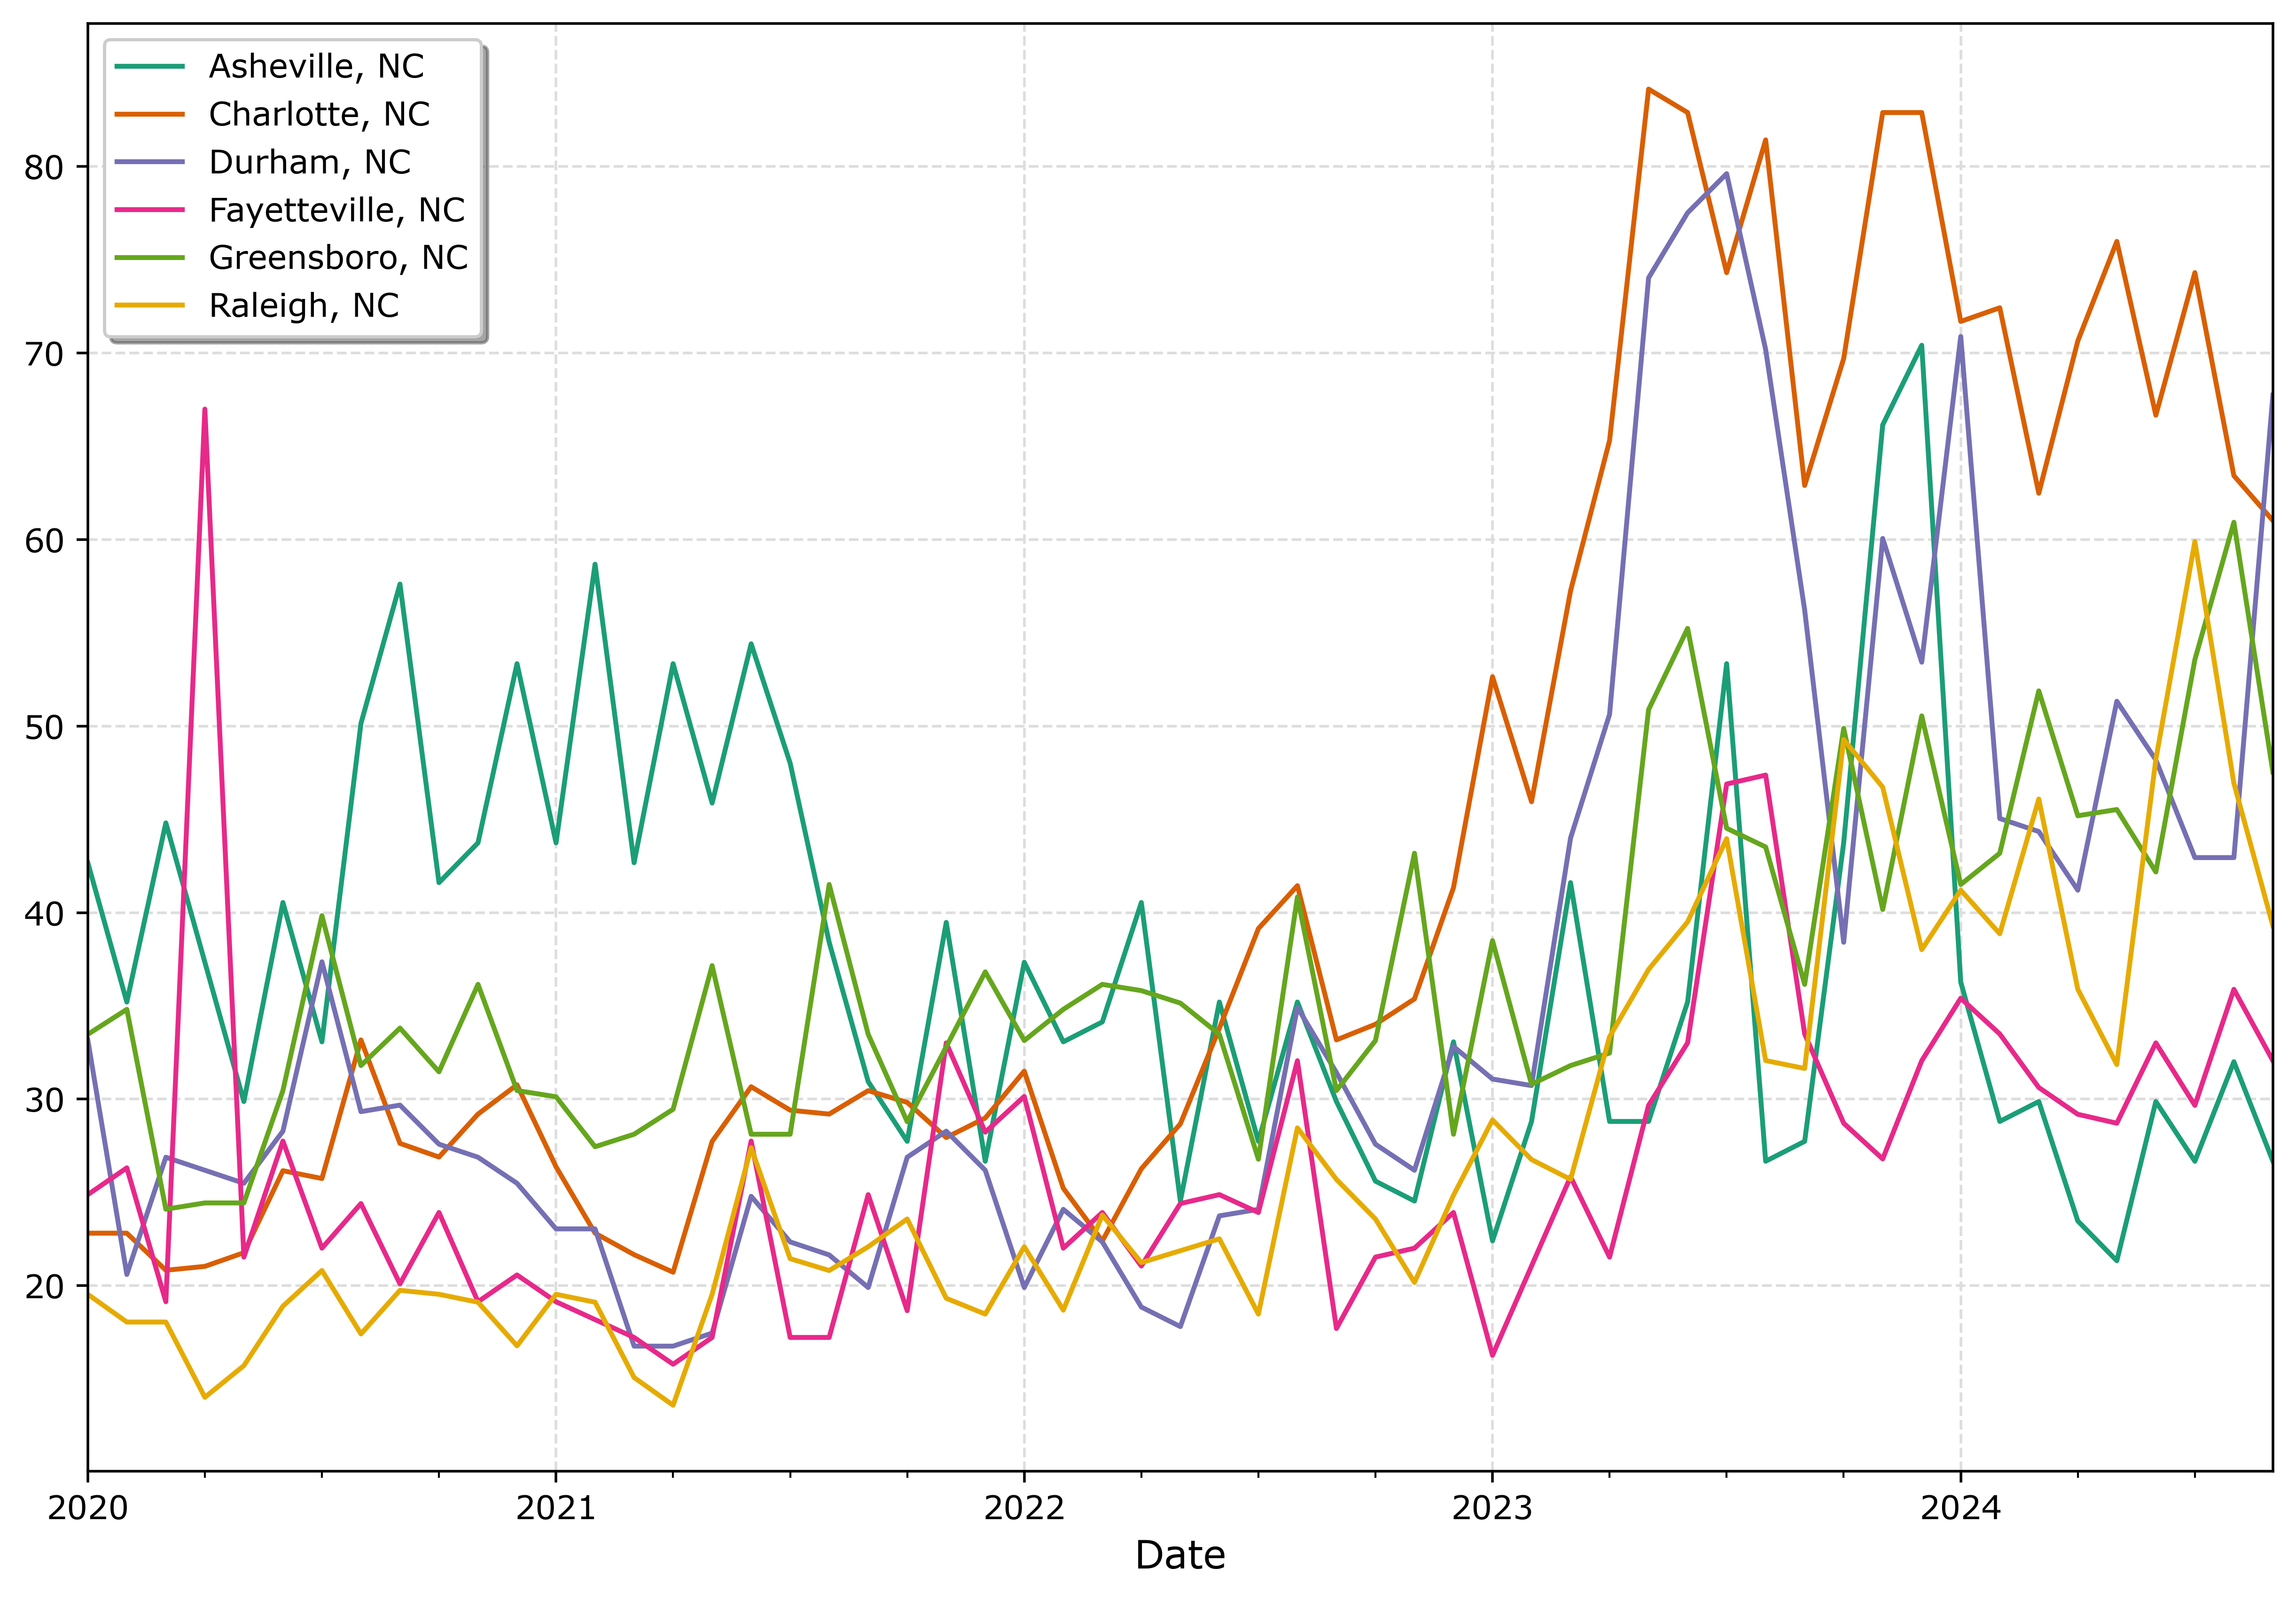 Asheville, NC
Charlotte, NC
Durham, NC
Fayetteville, NC
Greensboro, NC
Raleigh, NC
80
70
60
50
40
30
20
2020 2021 2022 2023 2024
Date